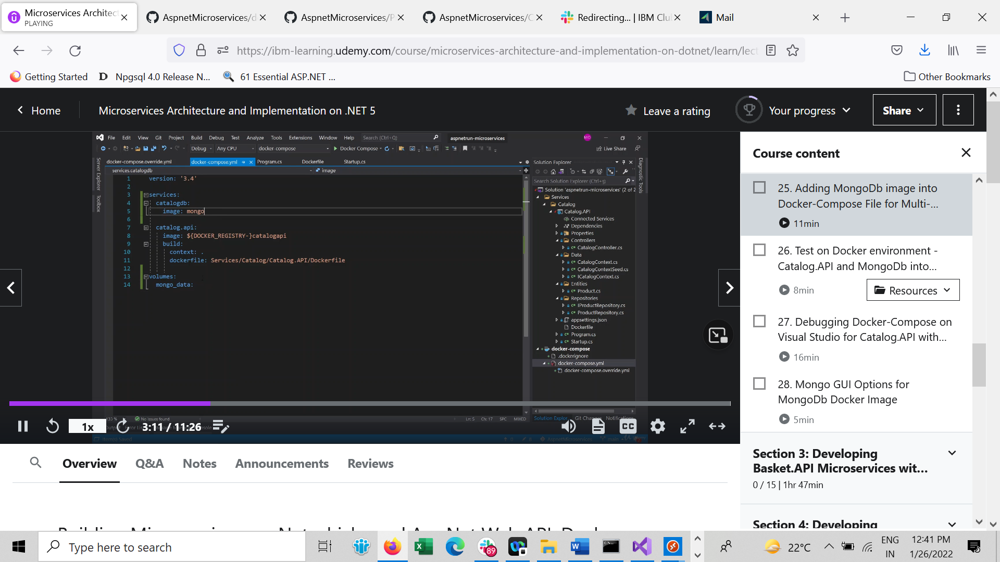 Microservices Architect
PLAYING
AspnetMicroservices/d
AspnetMicroservices/P
AspnetMicroservices/C
Redirecting... | IBM Clu
Mail
https://ibm-learning.udemy.com/course/microservices-architecture-and-implementation-on-dotnet/learn/lect
Getting Started
Npgsql 4.0 Release N...
61 Essential ASP.NET ...
Other Bookmarks
Home
Microservices Architecture and Implementation on .NET 5
Leave a rating
Your progress
Share
File Edit View Git Project Build Debug Test Analyze Tools Extensions Window Help
Search (Ctrl+Q)
aspnetrun-microservices
MO
Debug
Any CPU
docker-compose
Docker Compose
Live Share
Server Explorer
Toolbox
docker-compose.override.yml
docker-compose.yml
Program.cs
Dockerfile
Startup.cs
services.catalogdb
image
1 version: '3.4'
2
3 services:
4 catalogdb:
5 image: mongo
6
7 catalog.api:
8 image: ${DOCKER_REGISTRY-}catalogapi
9 build:
10 context: .
11 dockerfile: Services/Catalog/Catalog.API/Dockerfile
12
13 volumes:
14 mongo_data:
Solution Explorer
Search Solution Explorer (Ctrl+ş)
Solution 'aspnetrun-microservices' (2 of 2
Services
Catalog
Catalog.API
Connected Services
Dependencies
Properties
Controllers
CatalogController.cs
Data
CatalogContext.cs
CatalogContextSeed.cs
ICatalogContext.cs
Entities
Product.cs
Repositories
IProductRepository.cs
ProductRepository.cs
appsettings.json
Dockerfile
Program.cs
Startup.cs
docker-compose
.dockerignore
docker-compose.yml
docker-compose.override.yml
Diagnostic Tools
133 %
No issues found
Ln: 5 Ch: 17 SPC MIXED
Solution Explor... Git Changes Notifications
Item(s) Saved
AspnetMicroservices
main
1x
3:11 / 11:26
CC
Course content
25. Adding MongoDb image into
Docker-Compose File for Multi-...
11min
26. Test on Docker environment -
Catalog.API and MongoDb into...
8min
Resources
27. Debugging Docker-Compose on
Visual Studio for Catalog.API with...
16min
28. Mongo GUI Options for
MongoDb Docker Image
5min
Section 3: Developing
Basket.API Microservices wit...
0 / 15 | 1hr 47min
Section 4: Developing
Overview
Q&A
Notes
Announcements
Reviews
Type here to search
89
22°C
ENG
IN
12:41 PM
1/26/2022